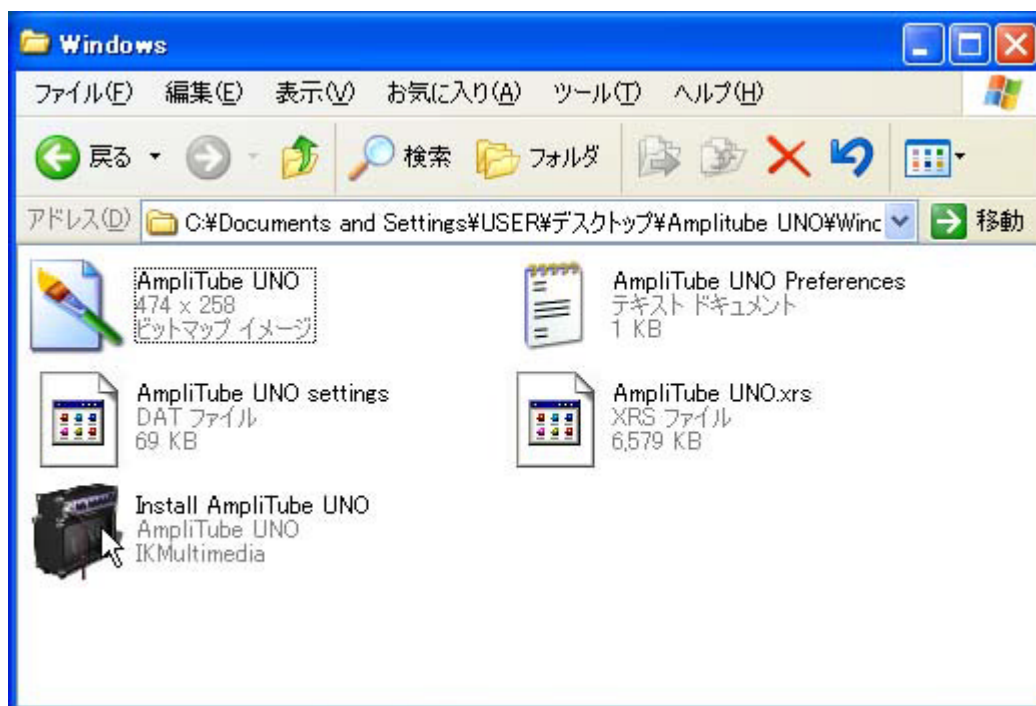 Windows
ファイル(F) 編集(E) 表示(V) お気に入り(A) ツール(T) ヘルプ(H)
戻る 検索 フォルダ
アドレス(D) C:¥Documents and Settings¥USER¥デスクトップ¥Amplitube UNO¥Winc 移動
AmpliTube UNO
474 x 258
ビットマップ イメージ
AmpliTube UNO Preferences
テキスト ドキュメント
1 KB
AmpliTube UNO settings
DAT ファイル
69 KB
AmpliTube UNO.xrs
XRS ファイル
6,579 KB
Install AmpliTube UNO
AmpliTube UNO
IKMultimedia